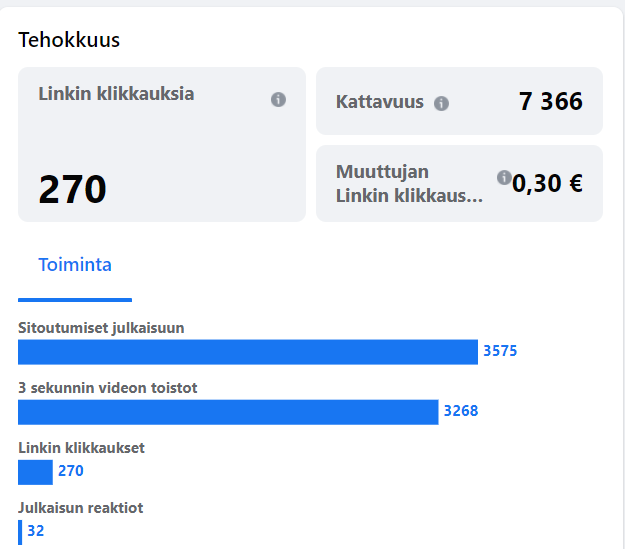 Tehokkuus
Linkin klikkauksia
270
Kattavuus
7 366
Muuttujan
Linkin klikkaus...
0,30 €
Toiminta
Sitoutumiset julkaisuun
3575
3 sekunnin videon toistot
3268
Linkin klikkaukset
270
Julkaisun reaktiot
32